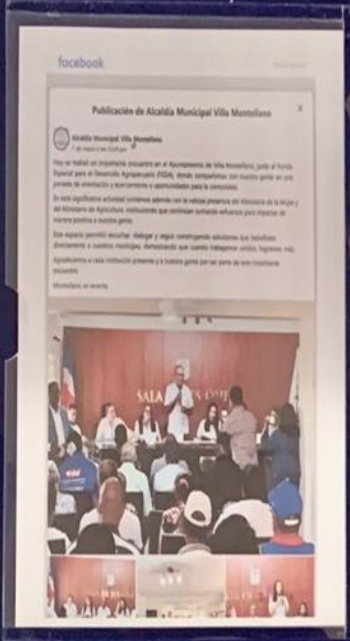 facebook
Publicación de Alcaldía Municipal Villa Montellano
Alcaldía Municipal Villa Montellano
Hoy se realizó un importante encuentro en el Ayuntamiento de Villa Montellano, junto al Fondo
Especial para el Desarrollo Agropecuario (FEDA), donde compartimos con nuestra gente en una
jornada de orientación y acercamiento a oportunidades para la comunidad.
En esta significativa actividad contamos además con la valiosa presencia del Ministerio de la Mujer y
del Ministerio de Agricultura, instituciones que continúan sumando esfuerzos para impactar de
manera positiva a nuestra gente.
Este espacio permitió escuchar, dialogar y seguir construyendo soluciones que beneficien
directamente a nuestro municipio, demostrando que cuando trabajamos unidos, logramos más.
Agradecemos a cada institución presente y a nuestra gente por ser parte de este importante
encuentro.
Montellano, se levanta.
SALA